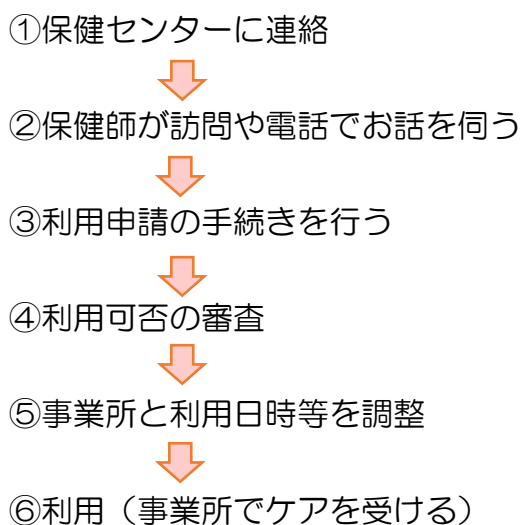 ①保健センターに連絡
②保健師が訪問や電話でお話を伺う
③利用申請の手続きを行う
④利用可否の審査
⑤事業所と利用日時等を調整
⑥利用（事業所でケアを受ける）